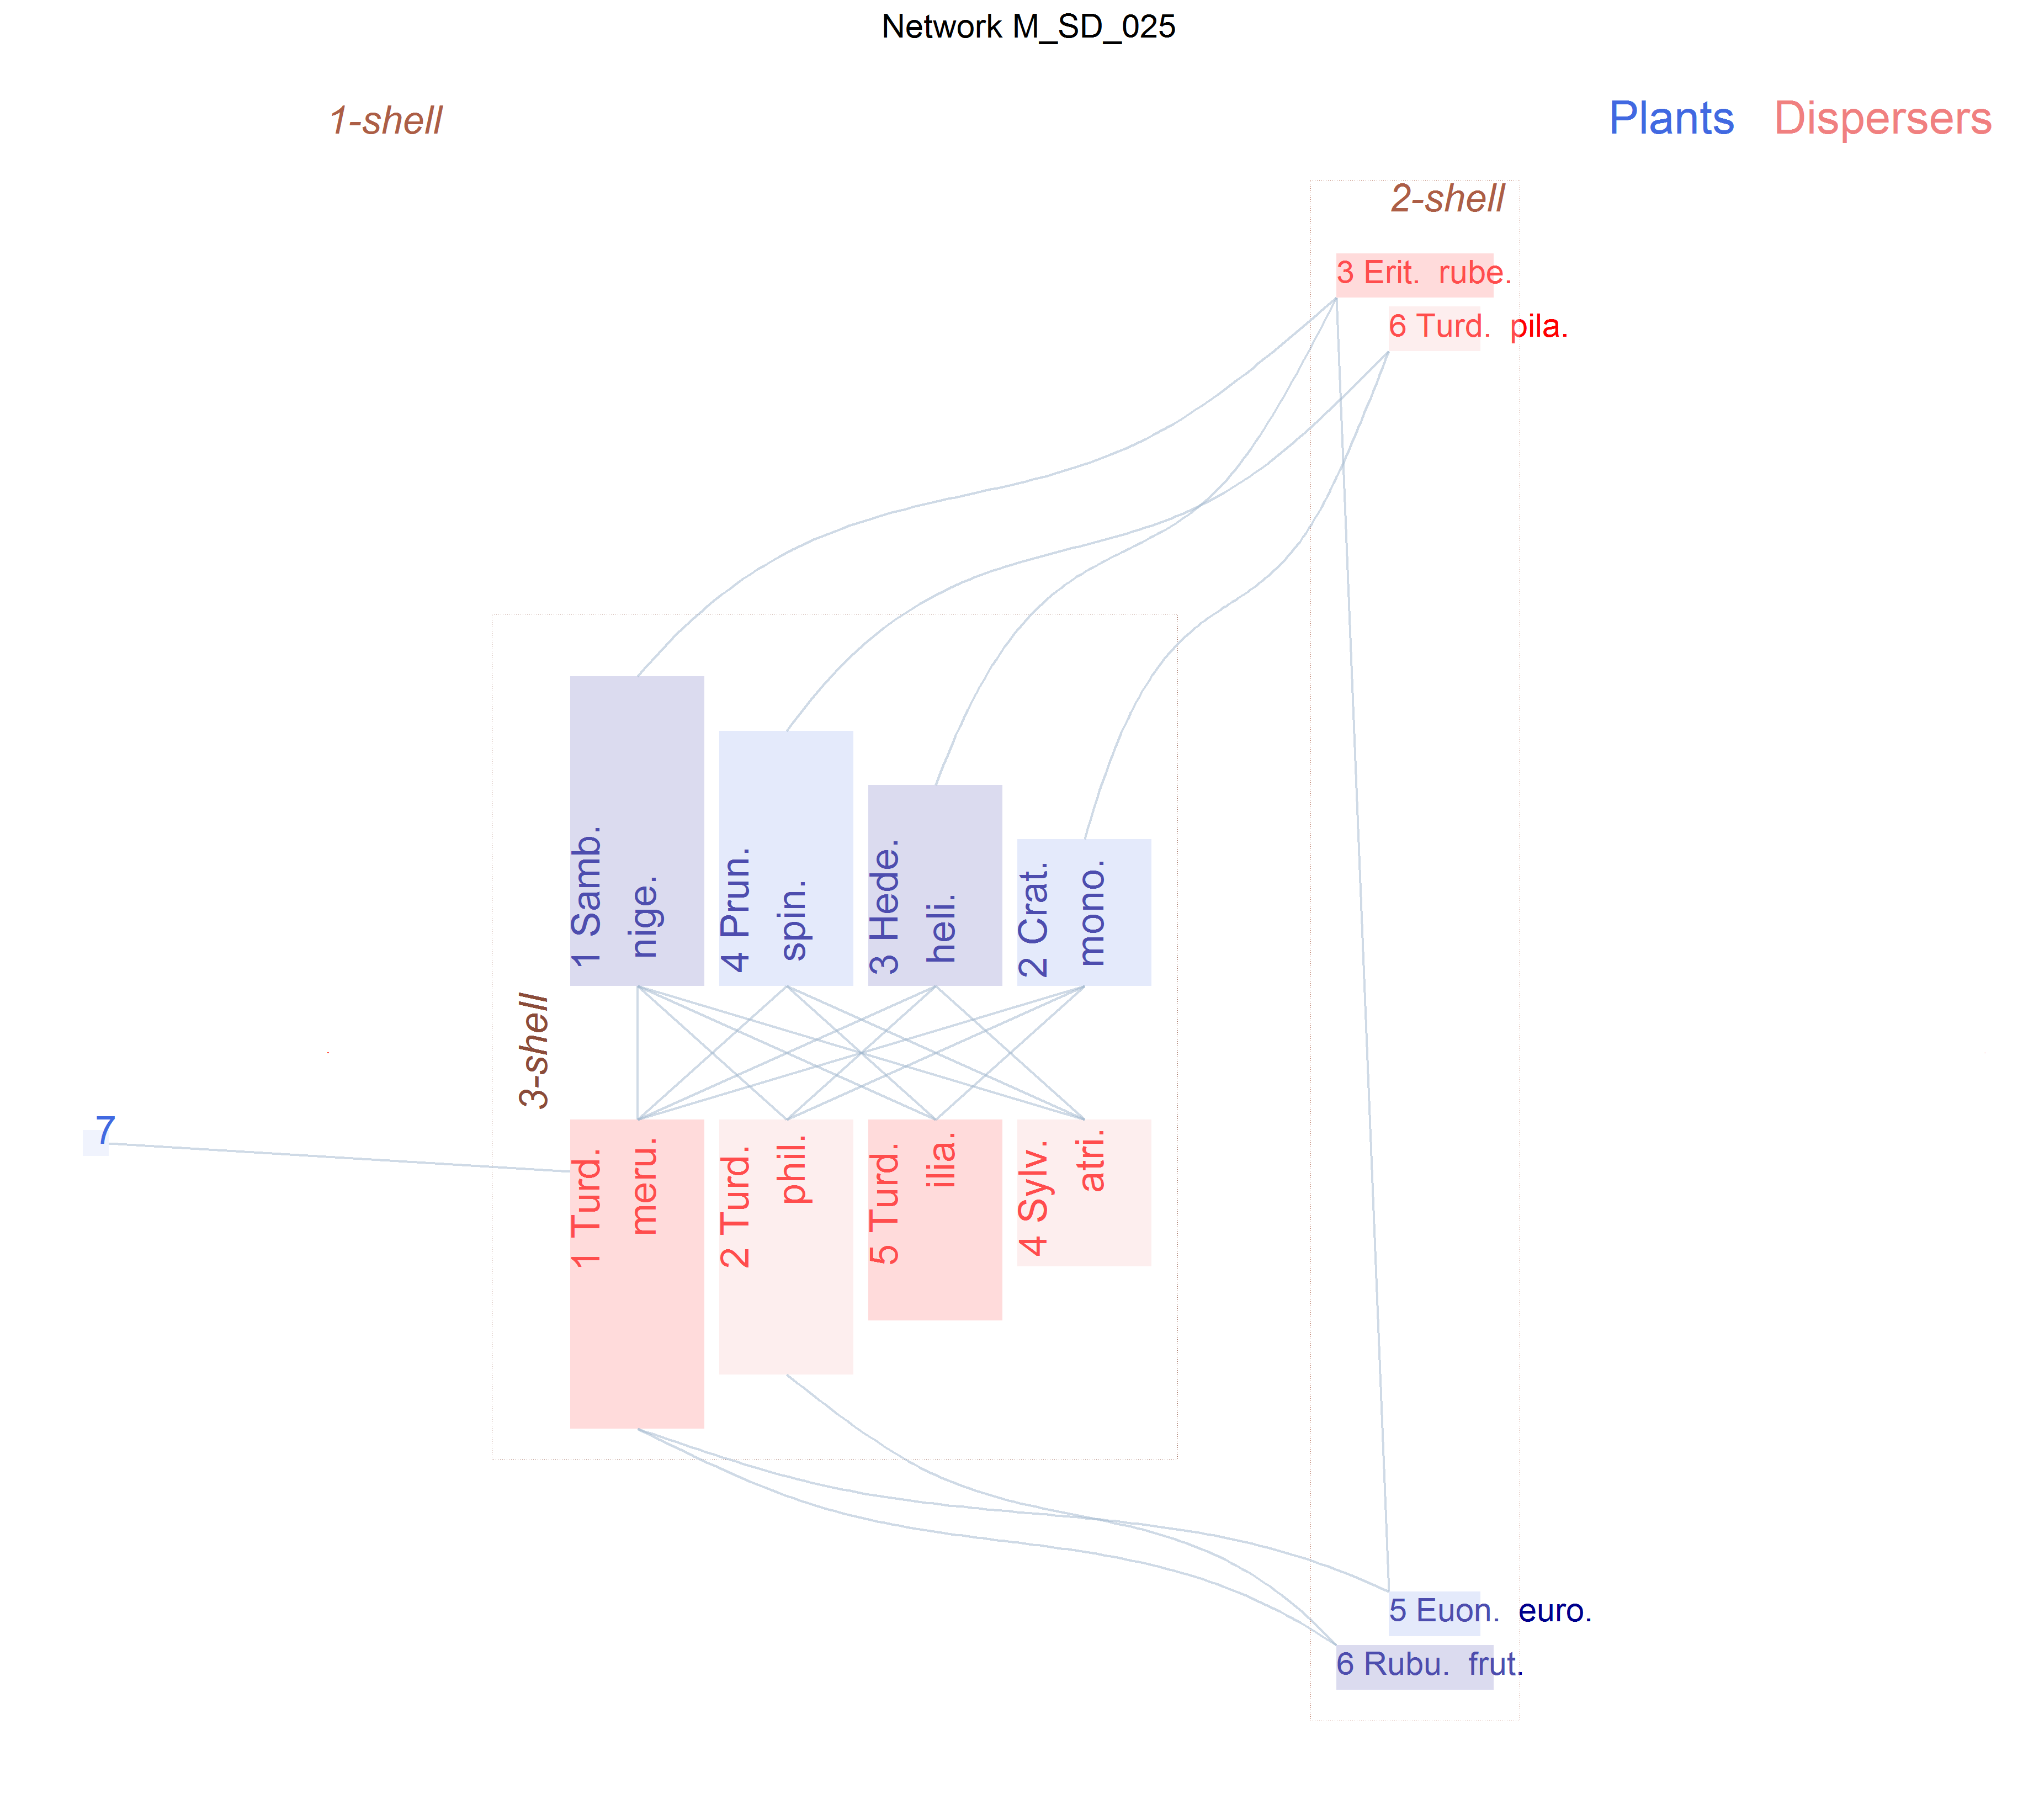 Network M_SD_025
1-shell
Plants Dispersers
2-shell
3 Erit. rube.
6 Turd. pila.
1 Samb.
nige.
4 Prun.
spin.
3 Hede.
heli.
2 Crat.
mono.
3-shell
7
1 Turd.
meru.
2 Turd.
phil.
5 Turd.
ilia.
4 Sylv.
atri.
5 Euon. euro.
6 Rubu. frut.